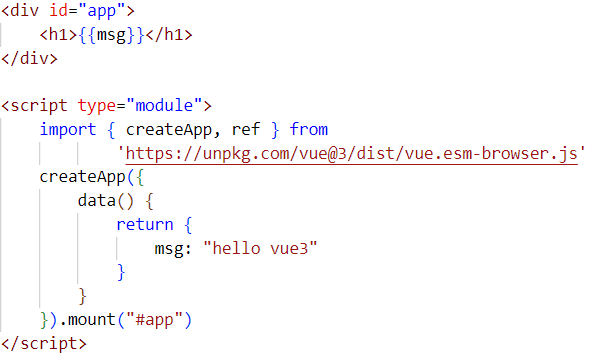 <div id="app">
    <h1>{{msg}}</h1>
</div>

<script type="module">
    import { createApp, ref } from
            'https://unpkg.com/vue@3/dist/vue.esm-browser.js'
    createApp({
        data() {
            return {
                msg: "hello vue3"
            }
        }
    }).mount("#app")
</script>